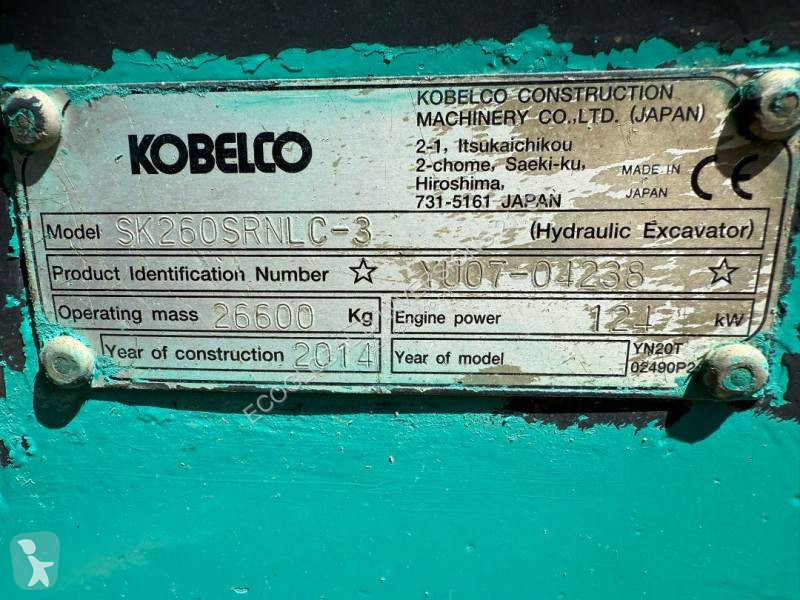 KOBELCO
KOBELCO CONSTRUCTION
MACHINERY CO.,LTD. (JAPAN)
2-1, Itsukaichikou
2-chome, Saeki-ku,
Hiroshima,
731-5161 JAPAN
MADE IN
JAPAN
CE
Model SK260SRNLC-3 (Hydraulic Excavator)
Product Identification Number ☆ YU07-04238 ☆
Operating mass 26600 Kg
Engine power 124 kW
Year of construction 2014
Year of model
YN20T
02490P2